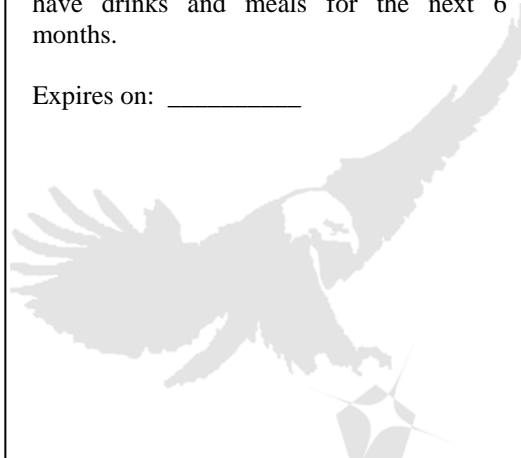 have drinks and meals for the next 6
months.
Expires on: __________